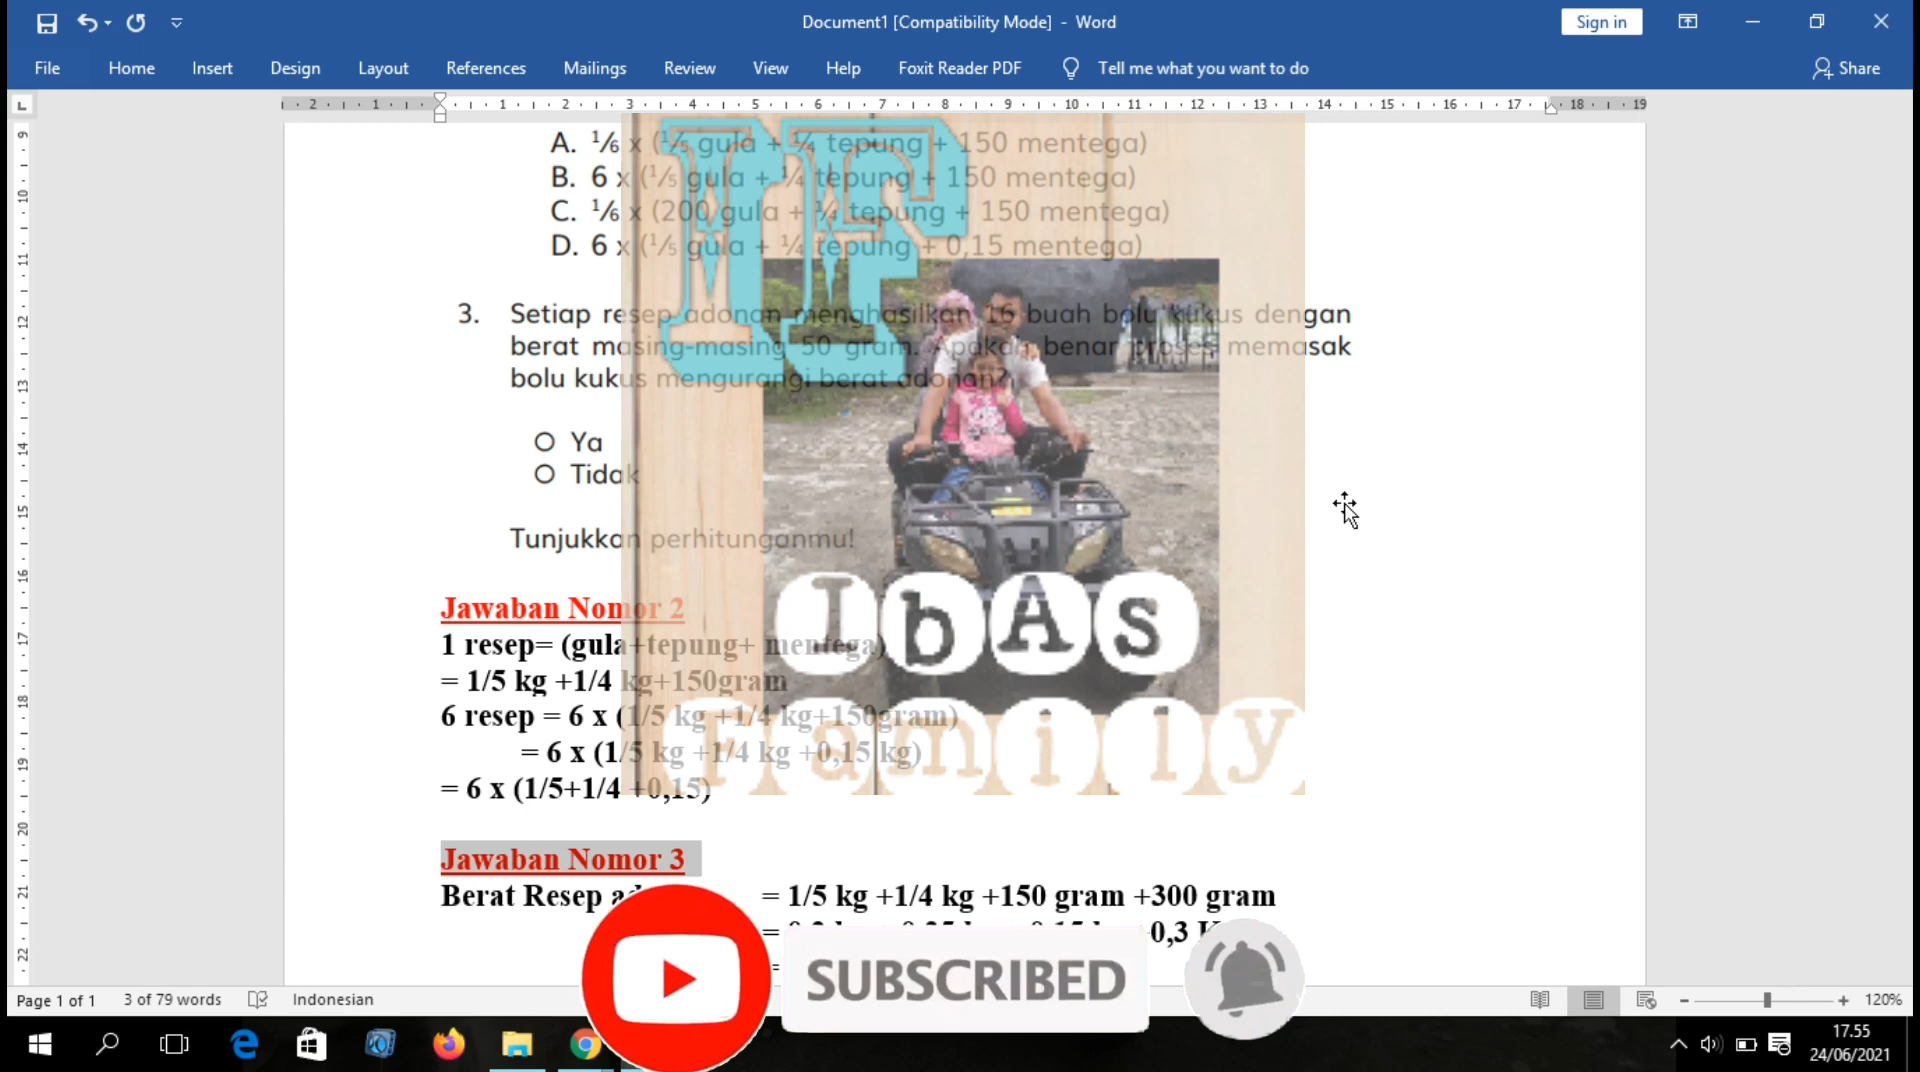 Document1 [Compatibility Mode] - Word
Sign in
File Home Insert Design Layout References Mailings Review View Help Foxit Reader PDF Tell me what you want to do Share
A. ⅙ x (⅕ gula + ¼ tepung + 150 mentega)
B. 6 x (⅕ gula + ¼ tepung + 150 mentega)
C. ⅙ x (200 gula + ¼ tepung + 150 mentega)
D. 6 x (⅕ gula + ¼ tepung + 0,15 mentega)
3. Setiap resep adonan menghasilkan 16 buah bolu kukus dengan
berat masing-masing 50 gram. Apakah benar proses memasak
bolu kukus mengurangi berat adonan?
Ya
Tidak
Tunjukkan perhitunganmu!
IF
IbAs
Family
Jawaban Nomor 2
1 resep= (gula+tepung+ mentega)
= 1/5 kg +1/4 kg+150gram
6 resep = 6 x (1/5 kg +1/4 kg+150gram)
= 6 x (1/5 kg +1/4 kg +0,15 kg)
= 6 x (1/5+1/4 +0,15)
Jawaban Nomor 3
Berat Resep = 1/5 kg +1/4 kg +150 gram +300 gram
0,3
SUBSCRIBED
Page 1 of 1 3 of 79 words Indonesian 120%
17.55
24/06/2021